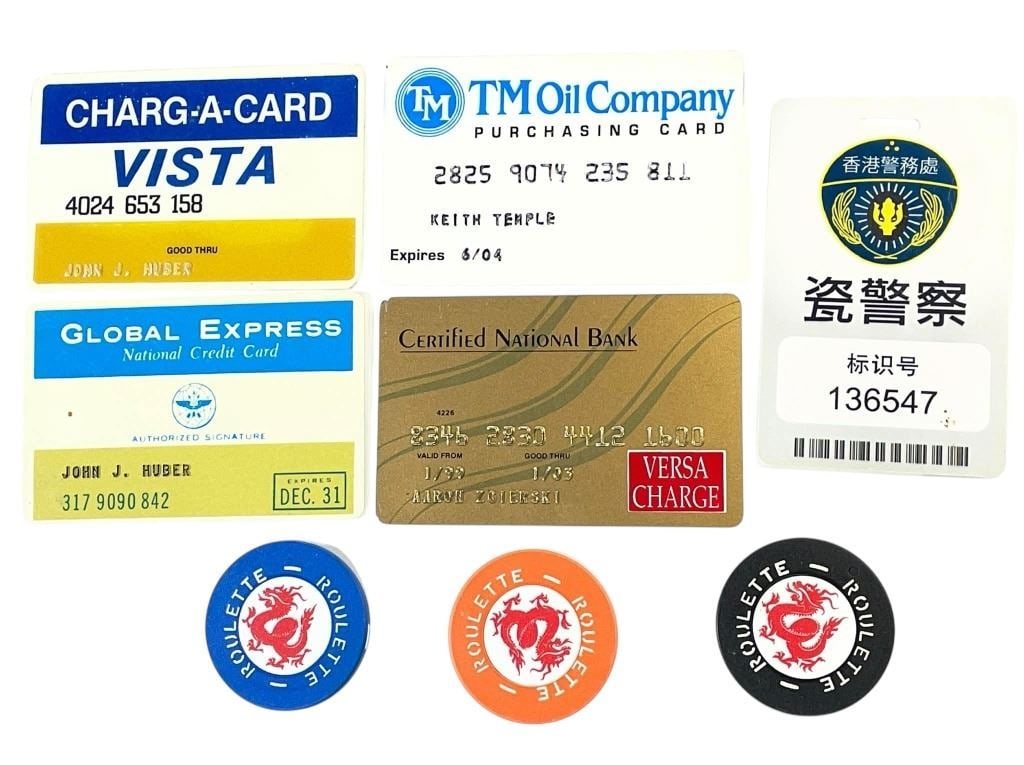 CHARG-A-CARD
VISTA
4024 653 158
GOOD THRU
JOHN J. HUBER
TM
TM Oil Company
PURCHASING CARD
2825 9074 235 811
KEITH TEMPLE
Expires 6/04
香港警務處
瓷警察
标识号
136547
GLOBAL EXPRESS
National Credit Card
AUTHORIZED SIGNATURE
JOHN J. HUBER
317 9090 842
EXPIRES
DEC. 31
Certified National Bank
4226
8346 2830 4412 1600
VALID FROM GOOD THRU
1/99 1/03
AARON
VERSA
CHARGE
ROULETTE — ROULETTE —
ROULETTE — ROULETTE —
ROULETTE — ROULETTE —